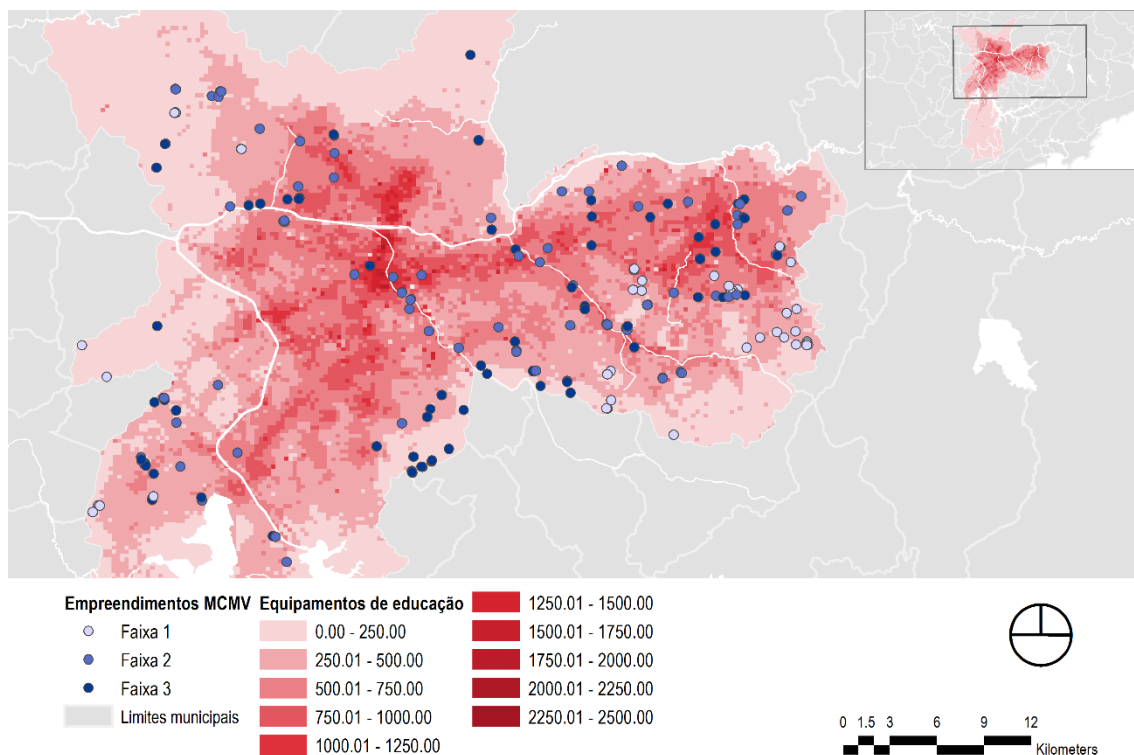 Empreendimentos MCMV
Faixa 1
Faixa 2
Faixa 3
Limites municipais
Equipamentos de educação
0.00 - 250.00
250.01 - 500.00
500.01 - 750.00
750.01 - 1000.00
1000.01 - 1250.00
1250.01 - 1500.00
1500.01 - 1750.00
1750.01 - 2000.00
2000.01 - 2250.00
2250.01 - 2500.00
0 1.5 3 6 9 12
Kilometers